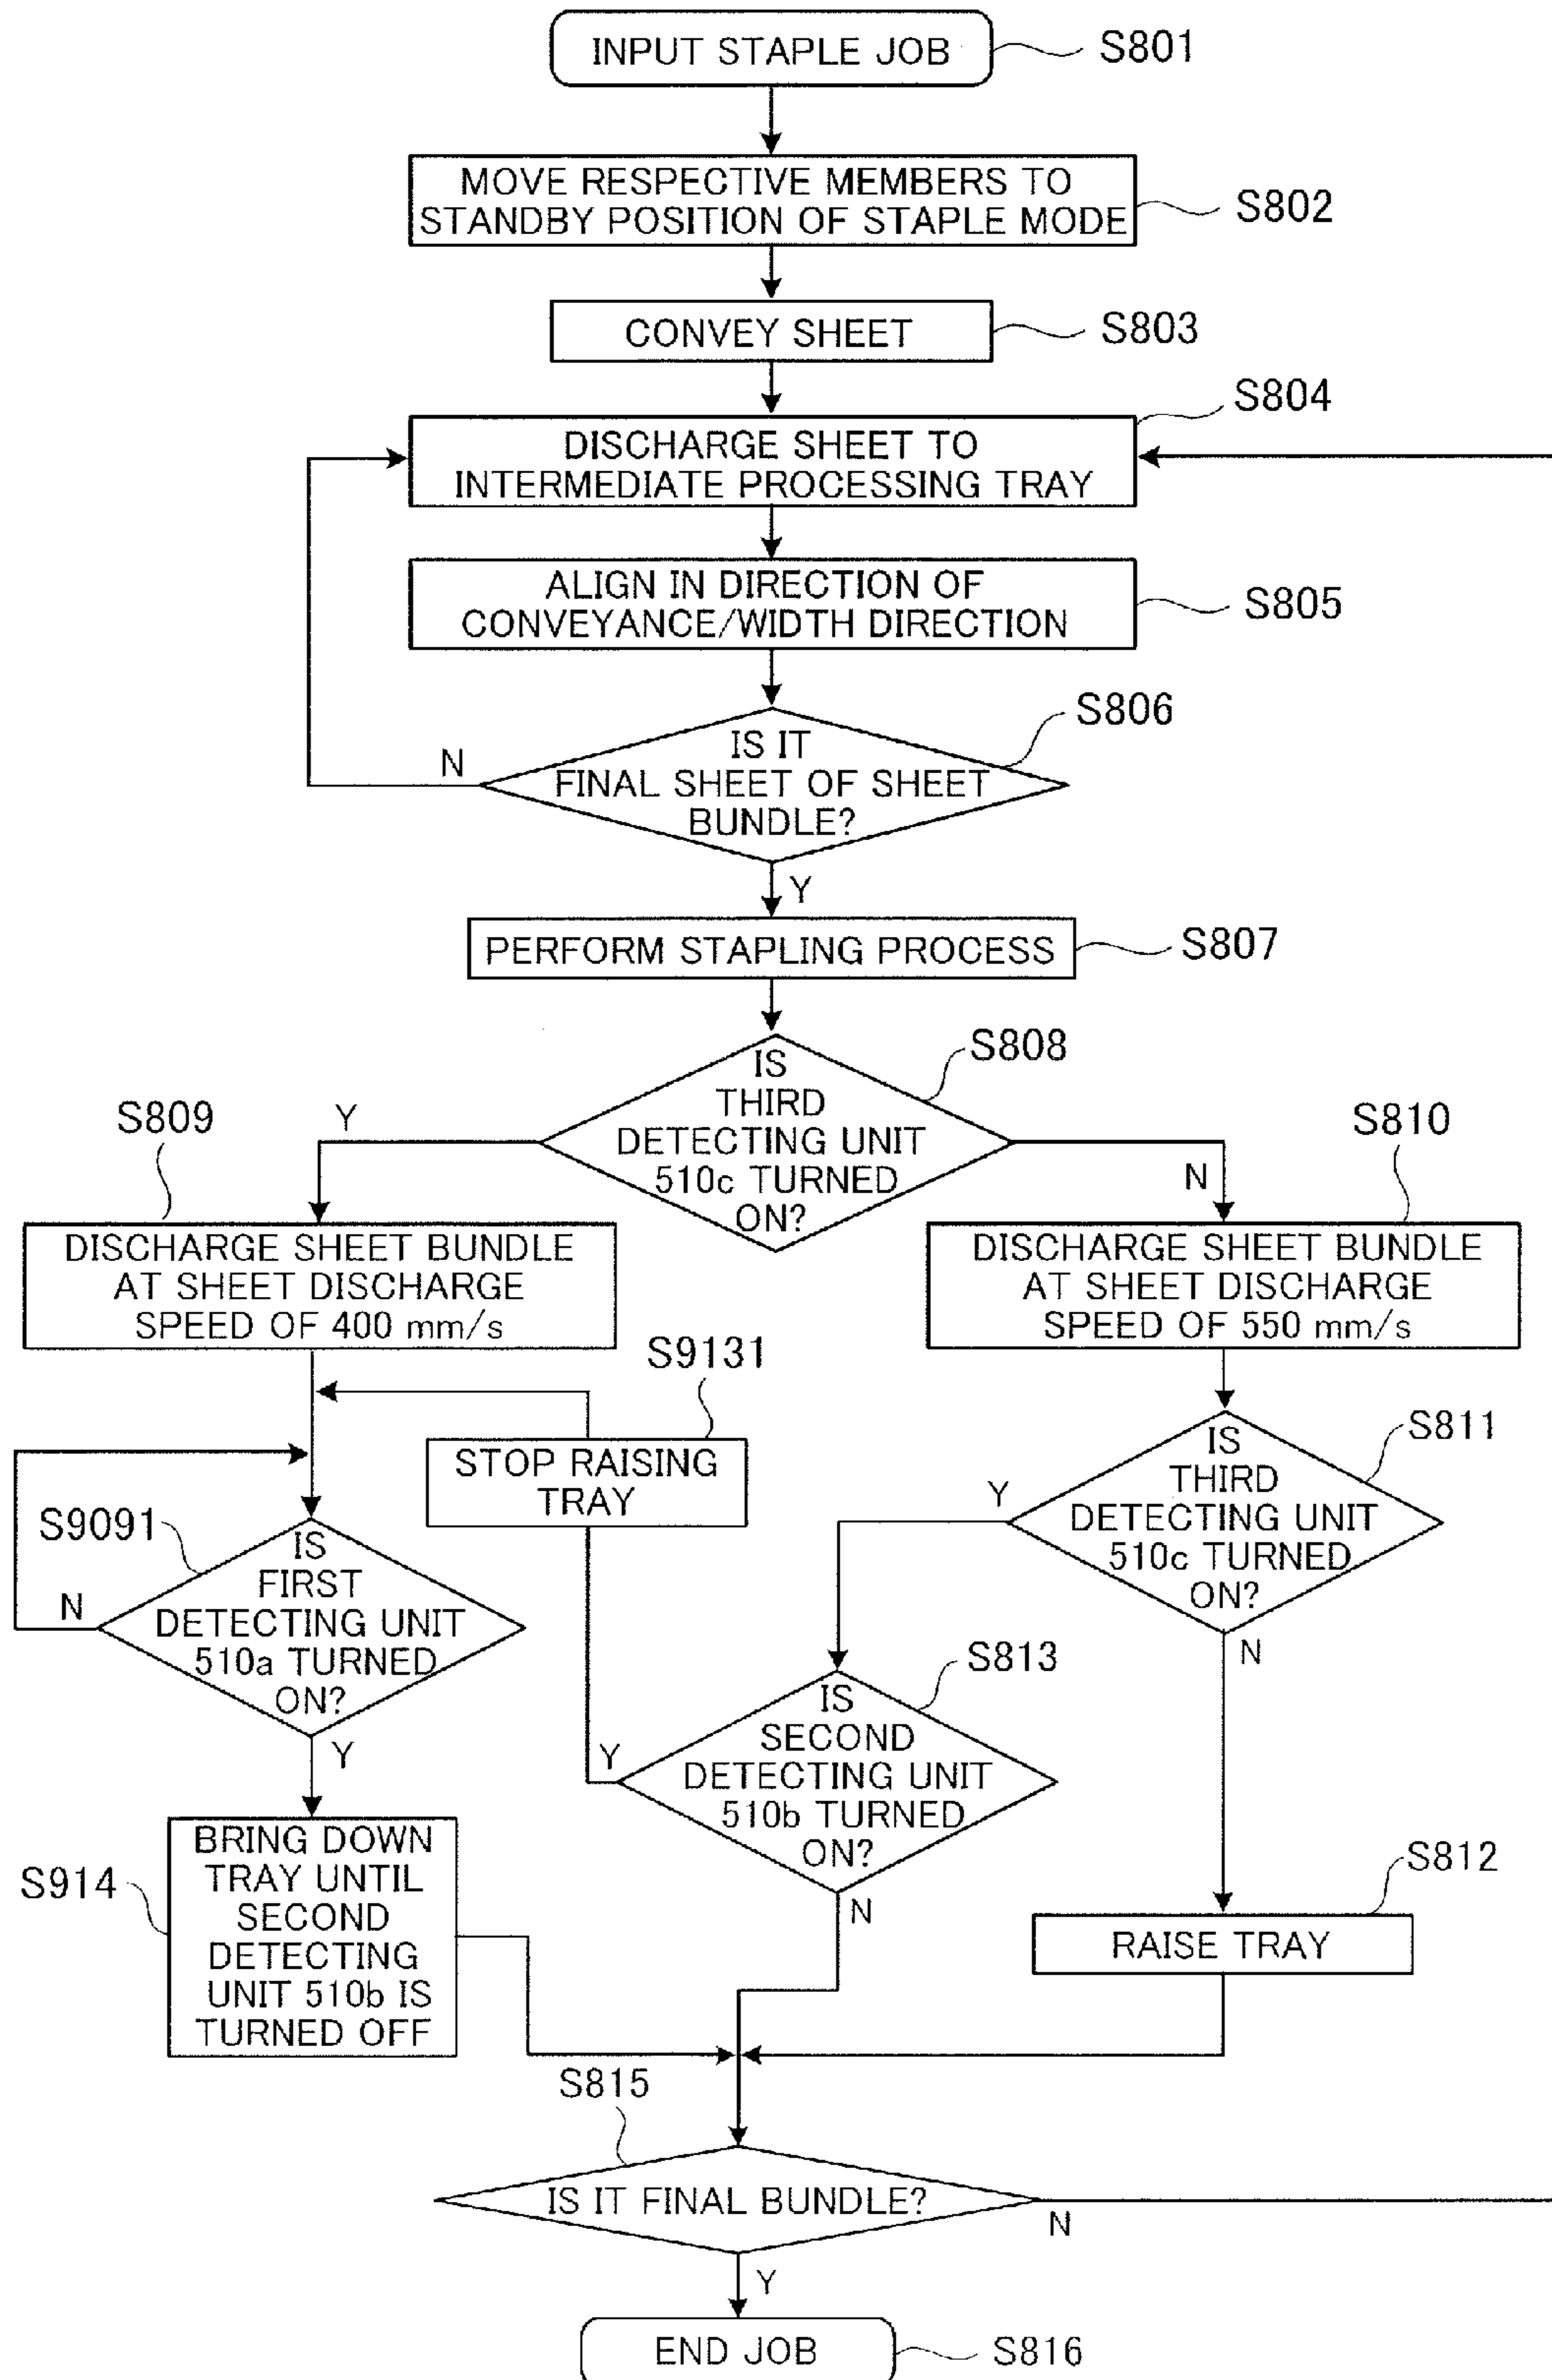 INPUT STAPLE JOB
S801
MOVE RESPECTIVE MEMBERS TO
STANDBY POSITION OF STAPLE MODE
S802
CONVEY SHEET
S803
S804
DISCHARGE SHEET TO
INTERMEDIATE PROCESSING TRAY
ALIGN IN DIRECTION OF
CONVEYANCE/WIDTH DIRECTION
S805
S806
IS IT
FINAL SHEET OF SHEET
BUNDLE?
N
Y
PERFORM STAPLING PROCESS
S807
S808
IS
THIRD
DETECTING UNIT
510c TURNED
ON?
Y
N
S809
DISCHARGE SHEET BUNDLE
AT SHEET DISCHARGE
SPEED OF 400 mm/s
S810
DISCHARGE SHEET BUNDLE
AT SHEET DISCHARGE
SPEED OF 550 mm/s
S9131
STOP RAISING
TRAY
S811
IS
THIRD
DETECTING UNIT
510c TURNED
ON?
Y
N
S9091
IS
FIRST
DETECTING UNIT
510a TURNED
ON?
N
Y
S813
IS
SECOND
DETECTING UNIT
510b TURNED
ON?
Y
N
S812
RAISE TRAY
S914
BRING DOWN
TRAY UNTIL
SECOND
DETECTING
UNIT 510b IS
TURNED OFF
S815
IS IT FINAL BUNDLE?
N
Y
END JOB
S816